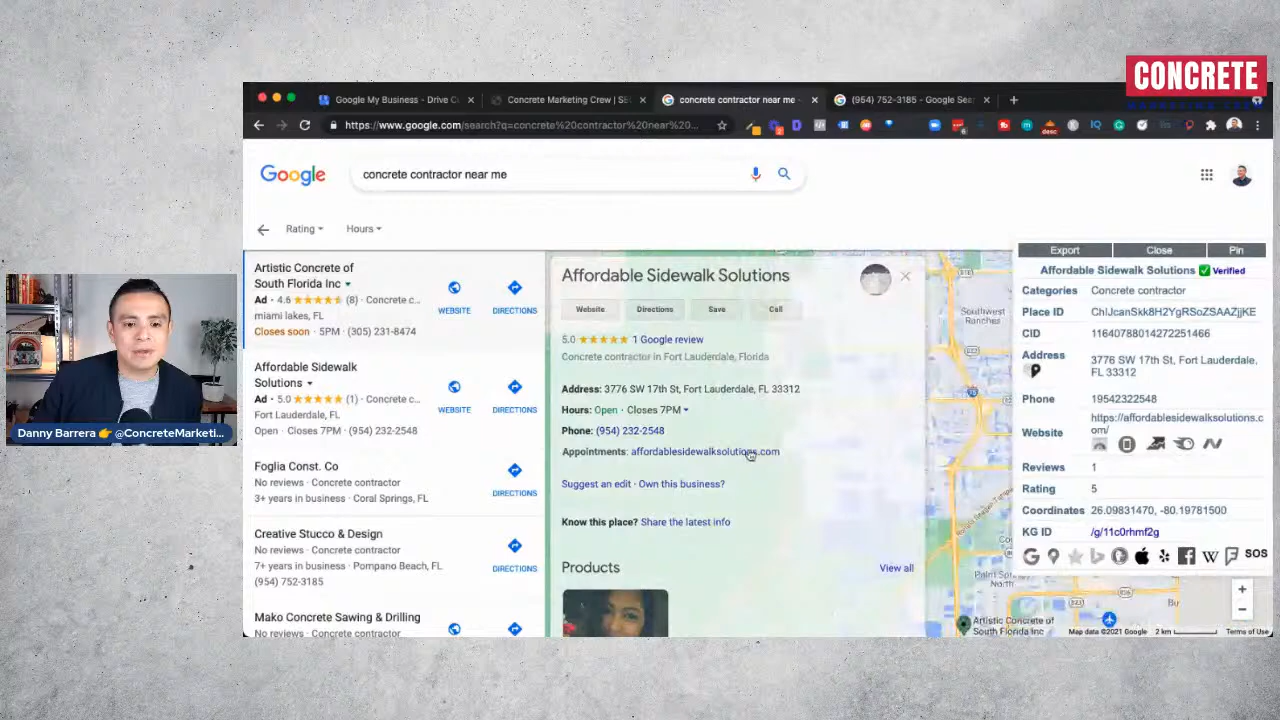 CONCRETE
Google My Business - Drive C
Concrete Marketing Crew | SE
concrete contractor near me -
(954) 752-3185 - Google Sea
https://www.google.com/search?q=concrete%20contractor%20near%20...
Google
concrete contractor near me
Rating
Hours
Artistic Concrete of
South Florida Inc
Ad · 4.6 (8) · Concrete c...
miami lakes, FL
Closes soon · 5PM · (305) 231-8474
WEBSITE
DIRECTIONS
Affordable Sidewalk
Solutions
Ad · 5.0 (1) · Concrete c...
Fort Lauderdale, FL
Open · Closes 7PM · (954) 232-2548
WEBSITE
DIRECTIONS
Foglia Const. Co
No reviews · Concrete contractor
3+ years in business · Coral Springs, FL
DIRECTIONS
Creative Stucco & Design
No reviews · Concrete contractor
7+ years in business · Pompano Beach, FL
(954) 752-3185
DIRECTIONS
Mako Concrete Sawing & Drilling
No reviews · Concrete contractor
Affordable Sidewalk Solutions
Website
Directions
Save
Call
5.0 1 Google review
Concrete contractor in Fort Lauderdale, Florida
Address: 3776 SW 17th St, Fort Lauderdale, FL 33312
Hours: Open · Closes 7PM
Phone: (954) 232-2548
Appointments: affordablesidewalksolutions.com
Suggest an edit · Own this business?
Know this place? Share the latest info
Products
View all
Southwest
Ranches
Artistic Concrete of
South Florida Inc
Map data ©2021 Google
2 km
Terms of Use
Export
Close
Pin
Affordable Sidewalk Solutions Verified
Categories Concrete contractor
Place ID ChIJcanSkk8H2YgRSoZSAAZjjKE
CID 11640788014272251466
Address 3776 SW 17th St, Fort Lauderdale,
FL 33312
Phone 19542322548
Website https://affordablesidewalksolutions.c
om/
Reviews 1
Rating 5
Coordinates 26.09831470, -80.19781500
KG ID /g/11c0rhmf2g
SOS
Danny Barrera 👉 @ConcreteMarketi...